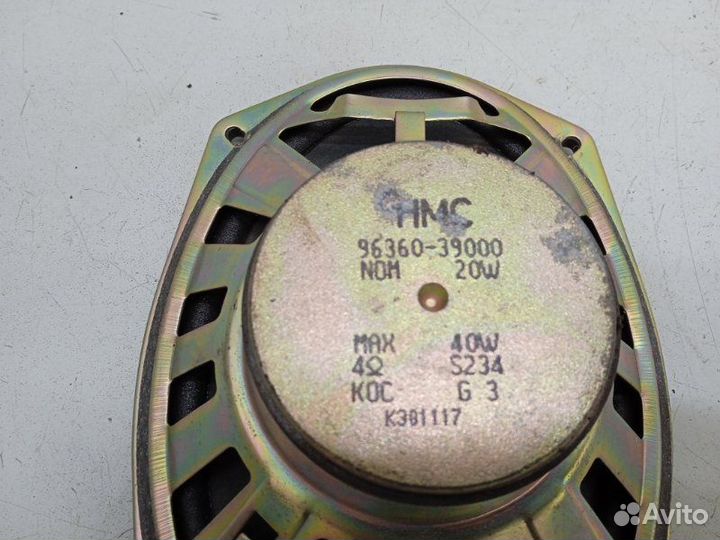 HMC
96360-39000
NOM 20W
MAX 40W
4Ω S234
KOC G 3
K301117
Avito